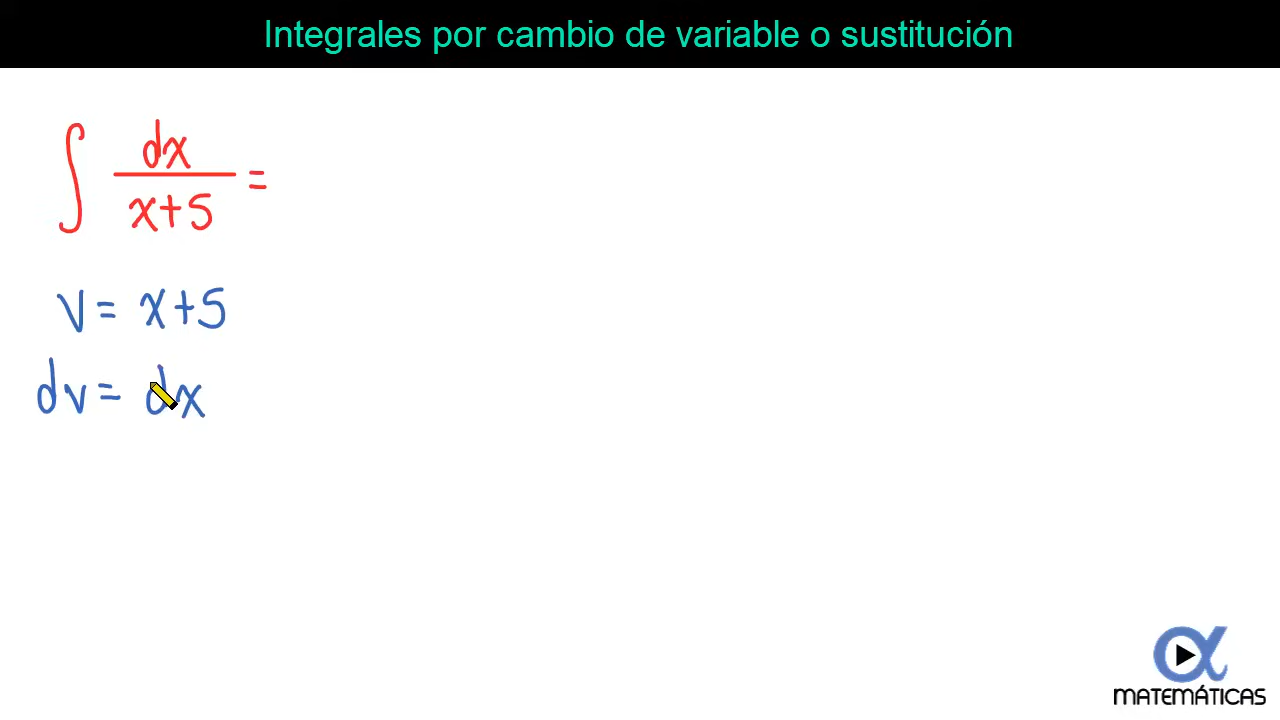 Integrales por cambio de variable o sustitución
∫ dx / x+5 =
v = x+5
dv = dx
MATEMÁTICAS